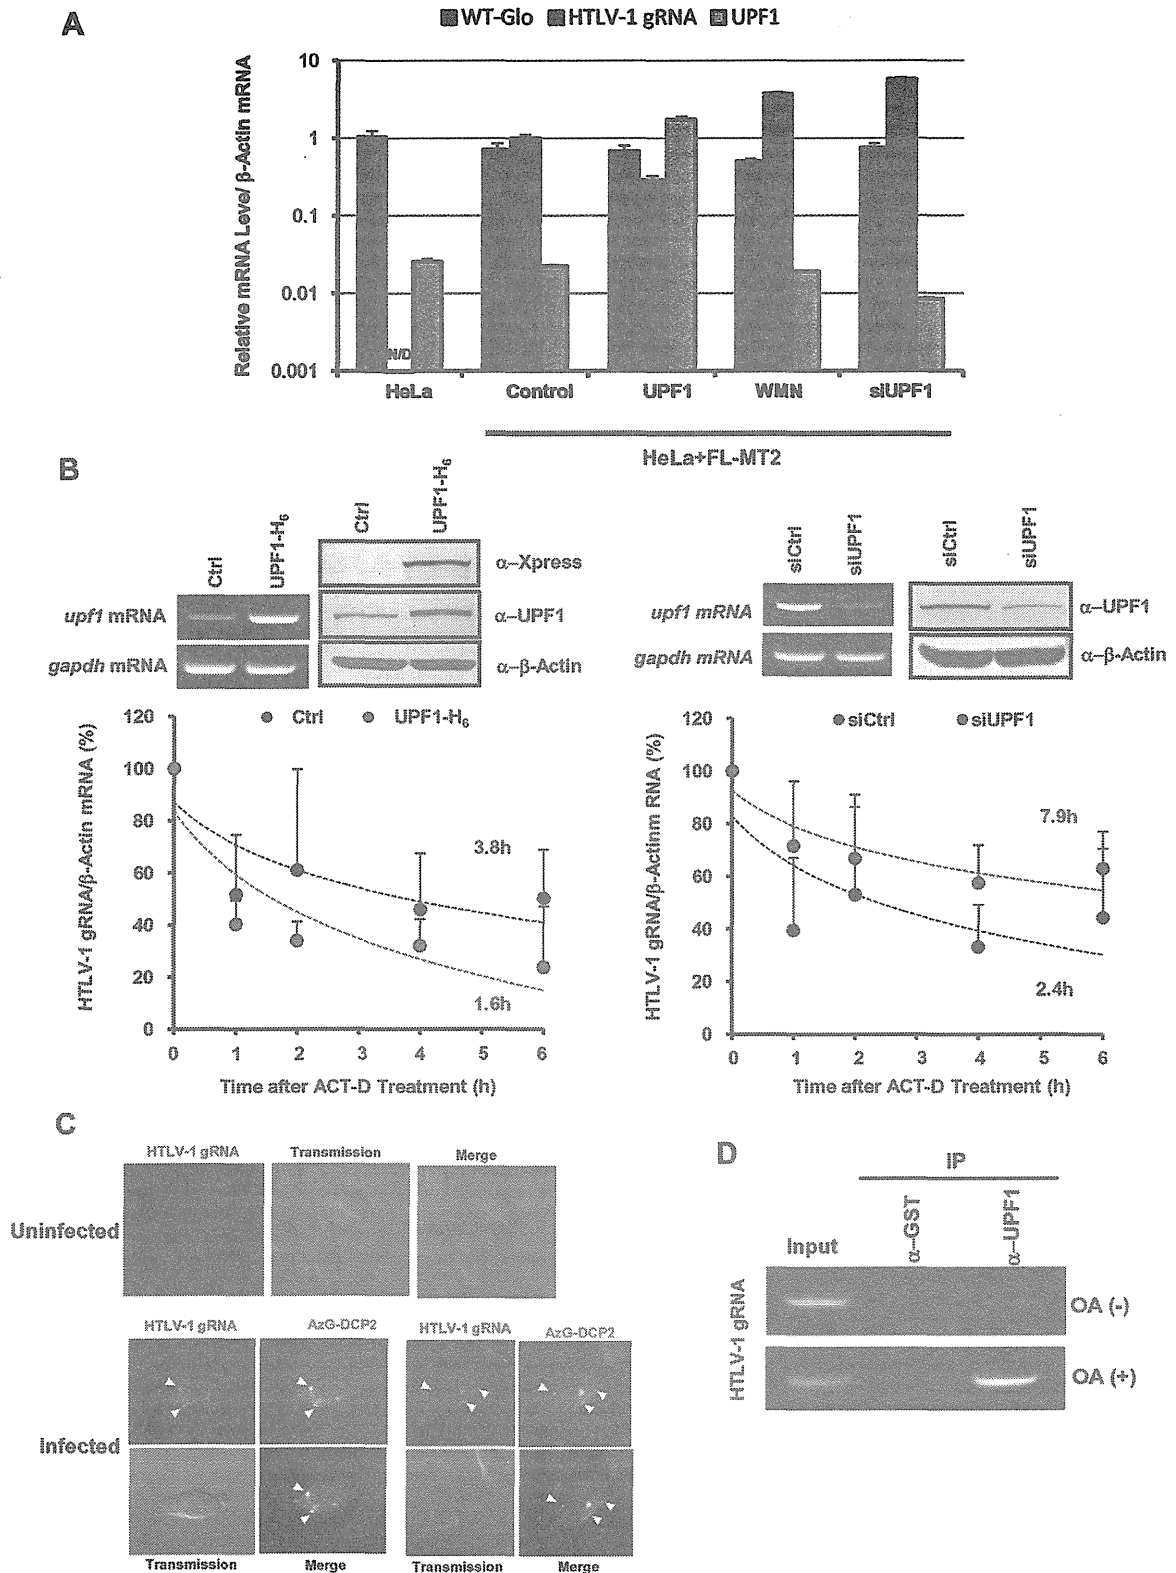 A
WT-Glo HTLV-1 gRNA UPF1
Relative mRNA Level/ β-Actin mRNA
10
1
0.1
0.01
0.001
N/D
HeLa Control UPF1 WMN siUPF1
HeLa+FL-MT2
B
Ctrl UPF1-H6
Ctrl UPF1-H6
α–Xpress
upf1 mRNA
α–UPF1
gapdh mRNA
α–β-Actin
siCtrl siUPF1
siCtrl siUPF1
upf1 mRNA
α–UPF1
gapdh mRNA
α–β-Actin
HTLV-1 gRNA/β-Actin mRNA (%)
Ctrl UPF1-H6
120
100
80
60
40
20
0
3.8h
1.6h
0 1 2 3 4 5 6
Time after ACT-D Treatment (h)
HTLV-1 gRNA/β-Actinm RNA (%)
siCtrl siUPF1
120
100
80
60
40
20
0
7.9h
2.4h
0 1 2 3 4 5 6
Time after ACT-D Treatment (h)
C
HTLV-1 gRNA Transmission Merge
Uninfected
HTLV-1 gRNA AzG-DCP2 HTLV-1 gRNA AzG-DCP2
Infected
Transmission Merge Transmission Merge
D
IP
Input α–GST α–UPF1
HTLV-1 gRNA
OA (-)
OA (+)